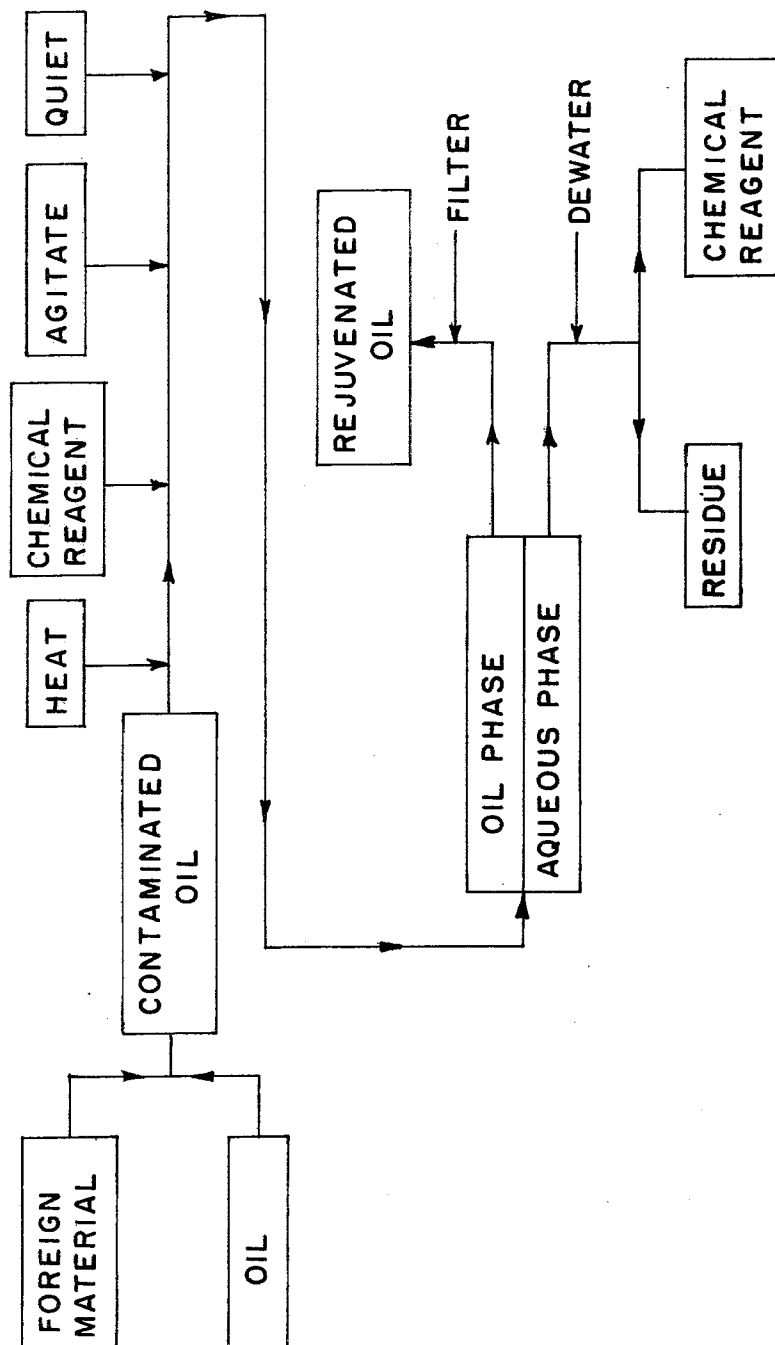 FOREIGN
MATERIAL
OIL
CONTAMINATED
OIL
HEAT
CHEMICAL
REAGENT
AGITATE
QUIET
OIL PHASE
AQUEOUS PHASE
REJUVENATED
OIL
FILTER
DEWATER
RESIDUE
CHEMICAL
REAGENT